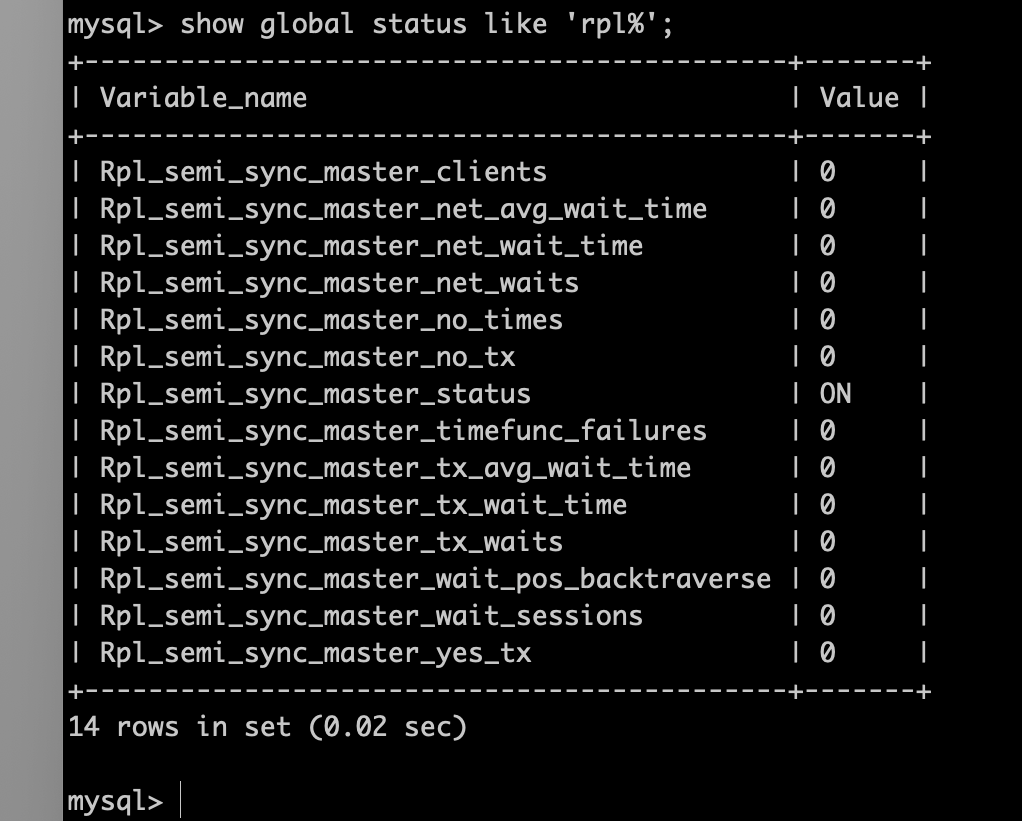 mysql> show global status like 'rpl%';
+--------------------------------------------+-------+
| Variable_name                              | Value |
+--------------------------------------------+-------+
| Rpl_semi_sync_master_clients               | 0     |
| Rpl_semi_sync_master_net_avg_wait_time     | 0     |
| Rpl_semi_sync_master_net_wait_time         | 0     |
| Rpl_semi_sync_master_net_waits             | 0     |
| Rpl_semi_sync_master_no_times              | 0     |
| Rpl_semi_sync_master_no_tx                 | 0     |
| Rpl_semi_sync_master_status                | ON    |
| Rpl_semi_sync_master_timefunc_failures     | 0     |
| Rpl_semi_sync_master_tx_avg_wait_time      | 0     |
| Rpl_semi_sync_master_tx_wait_time          | 0     |
| Rpl_semi_sync_master_tx_waits              | 0     |
| Rpl_semi_sync_master_wait_pos_backtraverse | 0     |
| Rpl_semi_sync_master_wait_sessions         | 0     |
| Rpl_semi_sync_master_yes_tx                | 0     |
+--------------------------------------------+-------+
14 rows in set (0.02 sec)
mysql>